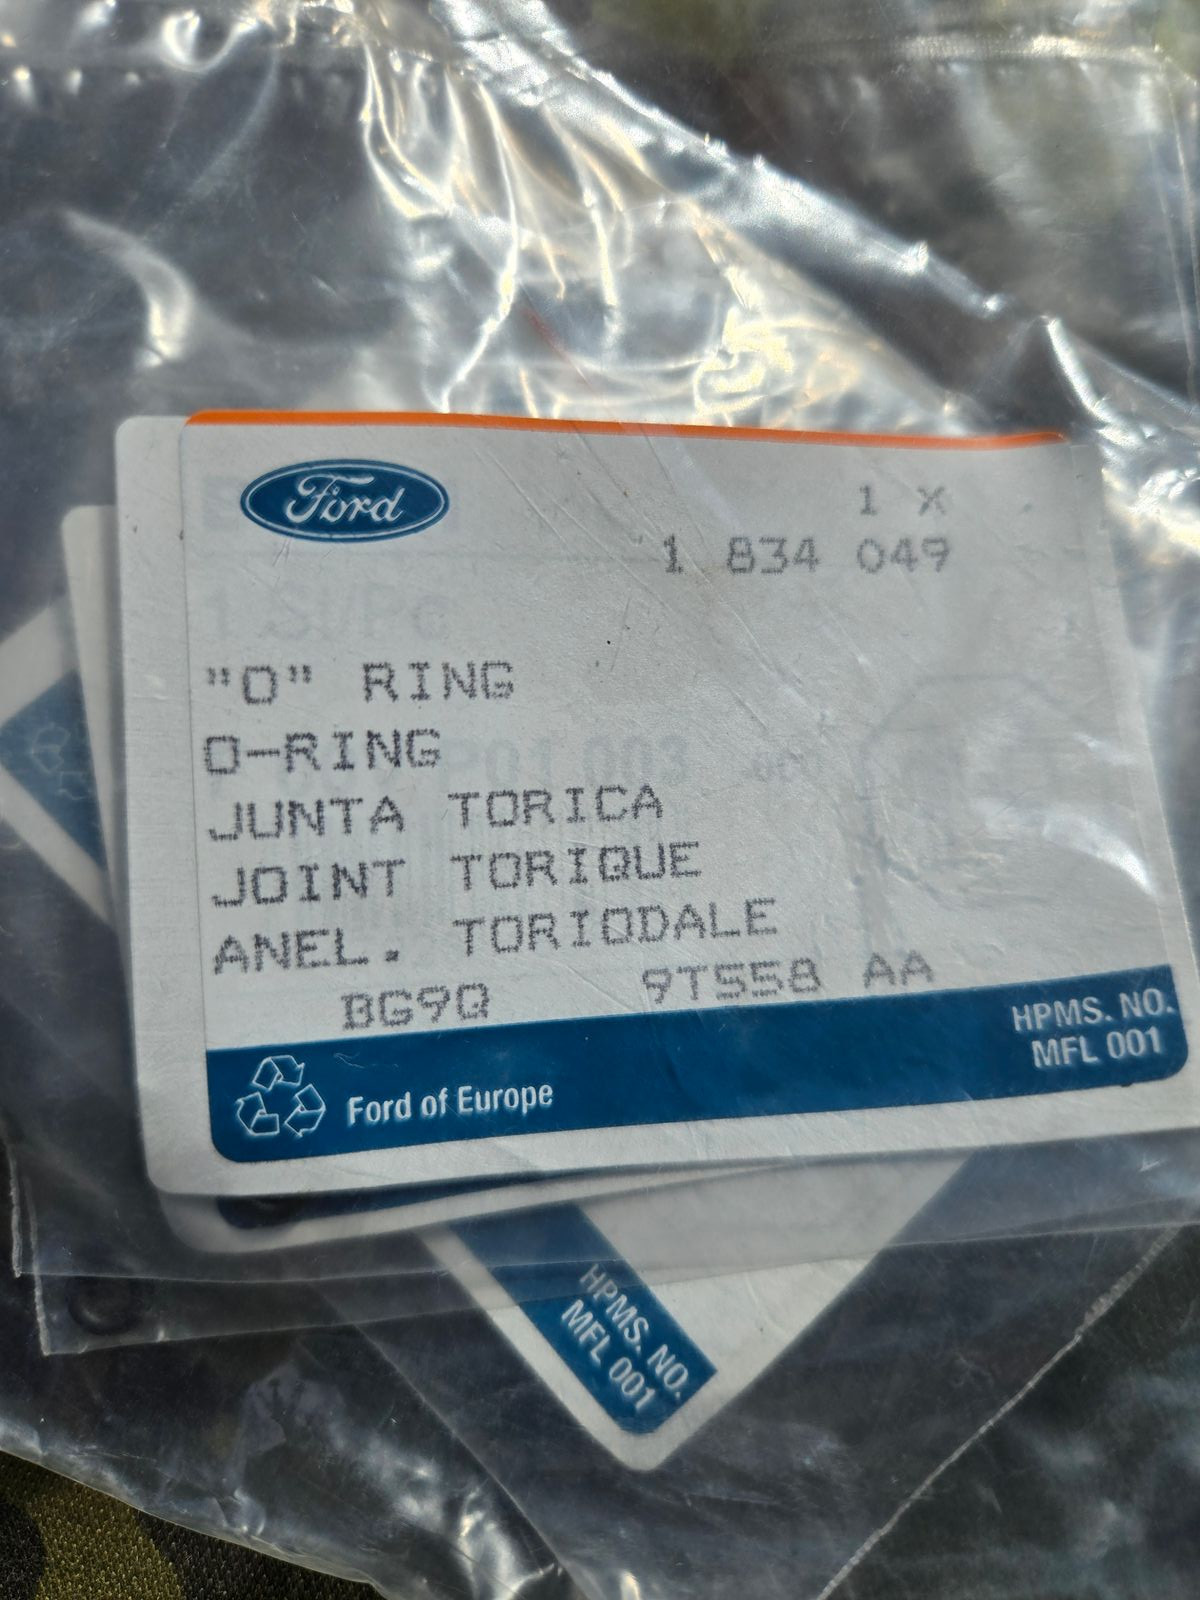 Ford
1 X
1 834 049
"O" RING
O-RING
JUNTA TORICA
JOINT TORIQUE
ANEL. TORIODALE
BG9Q 9T558 AA
HPMS. NO.
MFL 001
Ford of Europe
HPMS. NO.
MFL 001